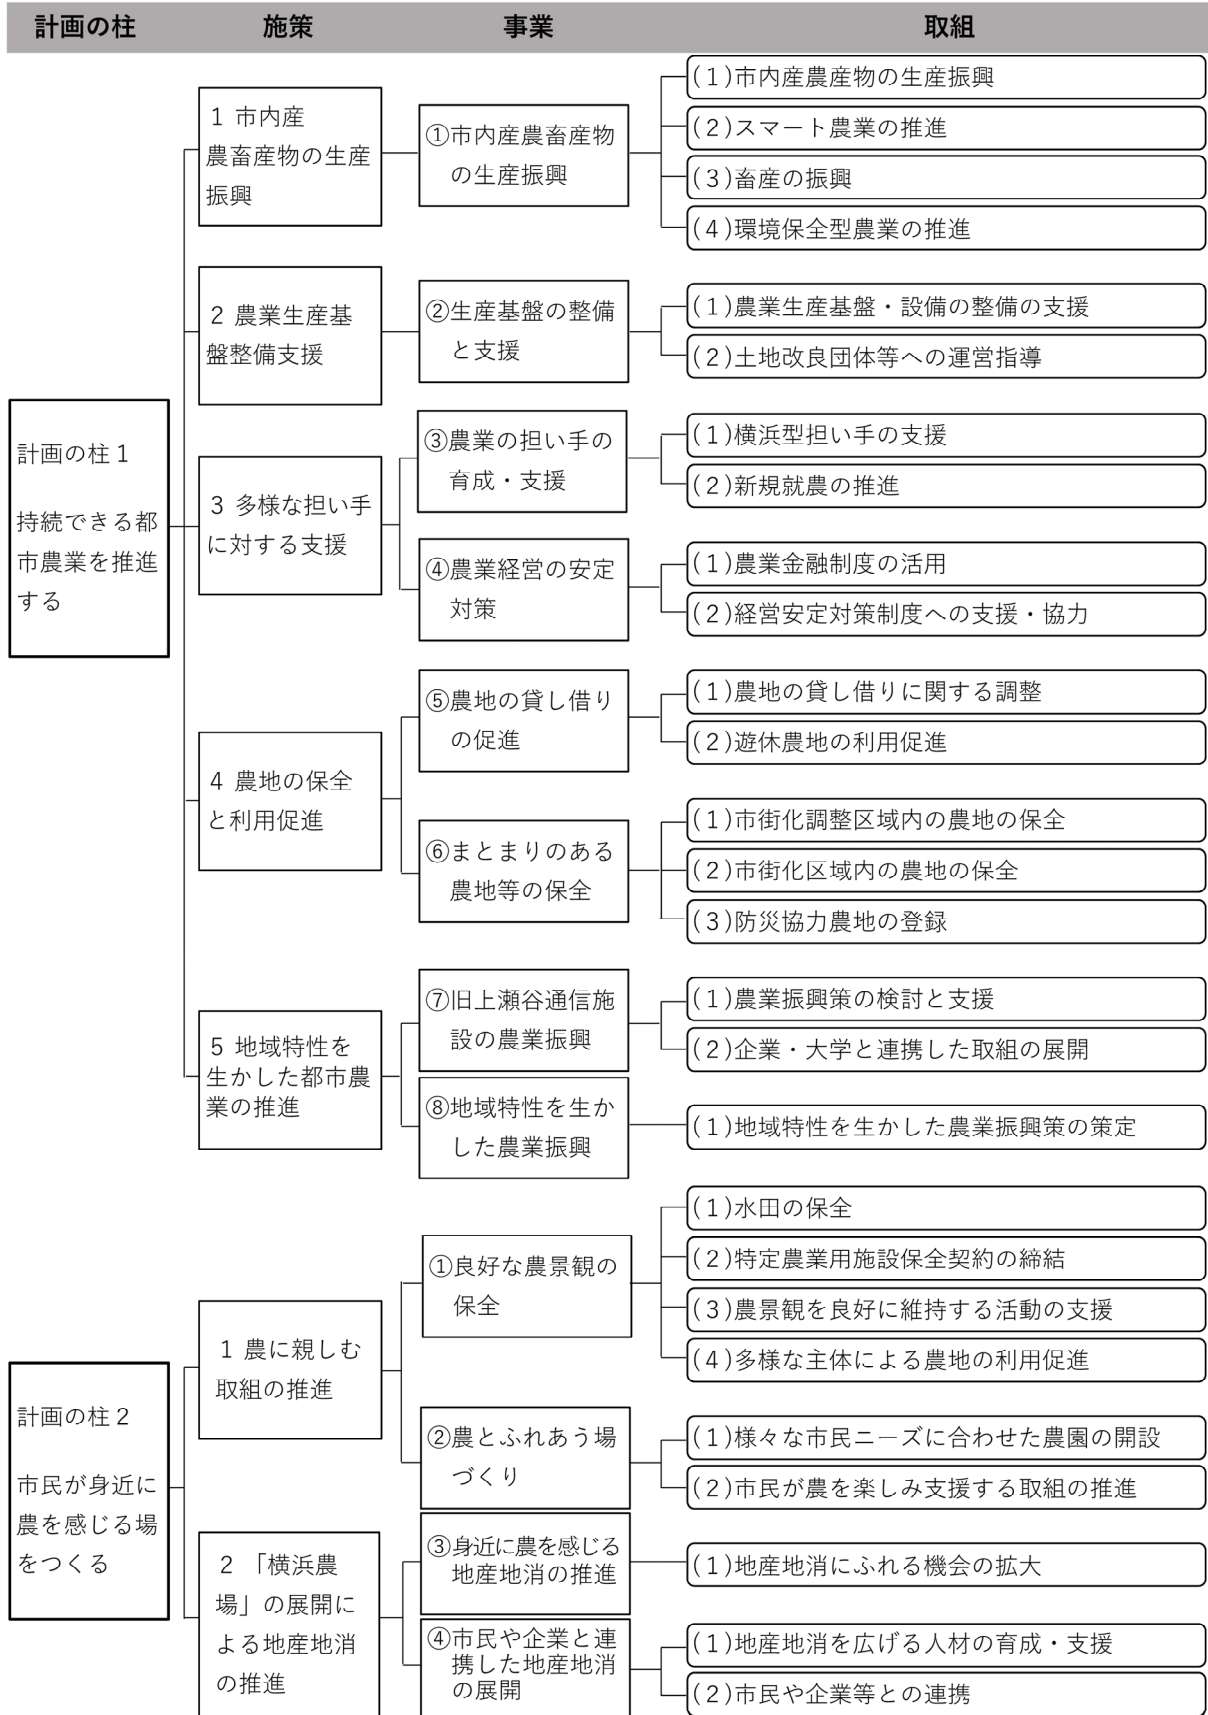 計画の柱 施策 事業 取組
計画の柱１
持続できる都
市農業を推進
する
１ 市内産
農畜産物の生産
振興
①市内産農畜産物
の生産振興
(１)市内産農産物の生産振興
(２)スマート農業の推進
(３)畜産の振興
(４)環境保全型農業の推進
２ 農業生産基
盤整備支援
②生産基盤の整備
と支援
(１)農業生産基盤・設備の整備の支援
(２)土地改良団体等への運営指導
３ 多様な担い手
に対する支援
③農業の担い手の
育成・支援
(１)横浜型担い手の支援
(２)新規就農の推進
④農業経営の安定
対策
(１)農業金融制度の活用
(２)経営安定対策制度への支援・協力
４ 農地の保全
と利用促進
⑤農地の貸し借り
の促進
(１)農地の貸し借りに関する調整
(２)遊休農地の利用促進
⑥まとまりのある
農地等の保全
(１)市街化調整区域内の農地の保全
(２)市街化区域内の農地の保全
(３)防災協力農地の登録
５ 地域特性を
生かした都市農
業の推進
⑦旧上瀬谷通信施
設の農業振興
(１)農業振興策の検討と支援
(２)企業・大学と連携した取組の展開
⑧地域特性を生か
した農業振興
(１)地域特性を生かした農業振興策の策定
計画の柱２
市民が身近に
農を感じる場
をつくる
１ 農に親しむ
取組の推進
①良好な農景観の
保全
(１)水田の保全
(２)特定農業用施設保全契約の締結
(３)農景観を良好に維持する活動の支援
(４)多様な主体による農地の利用促進
②農とふれあう場
づくり
(１)様々な市民ニーズに合わせた農園の開設
(２)市民が農を楽しみ支援する取組の推進
２ 「横浜農
場」の展開に
よる地産地消
の推進
③身近に農を感じる
地産地消の推進
(１)地産地消にふれる機会の拡大
④市民や企業と連
携した地産地消
の展開
(１)地産地消を広げる人材の育成・支援
(２)市民や企業等との連携